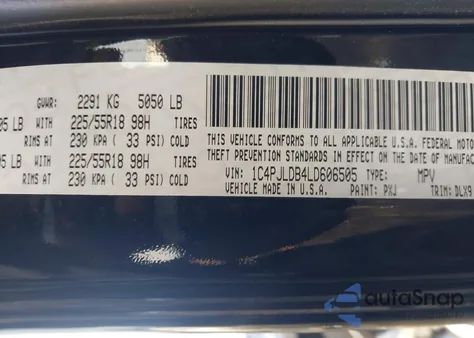 GVWR: 2291 KG 5050 LB
05 LB WITH 225/55R18 98H TIRES
RIMS AT 230 KPA ( 33 PSI) COLD
05 LB WITH 225/55R18 98H TIRES
RIMS AT 230 KPA ( 33 PSI) COLD
THIS VEHICLE CONFORMS TO ALL APPLICABLE U.S.A. FEDERAL MOTOR
THEFT PREVENTION STANDARDS IN EFFECT ON THE DATE OF MANUFAC
VIN: 1C4PJLDB4LD606505 TYPE: MPV
VEHICLE MADE IN U.S.A. PAINT: PXJ TRIM: DLX9
autoSnap